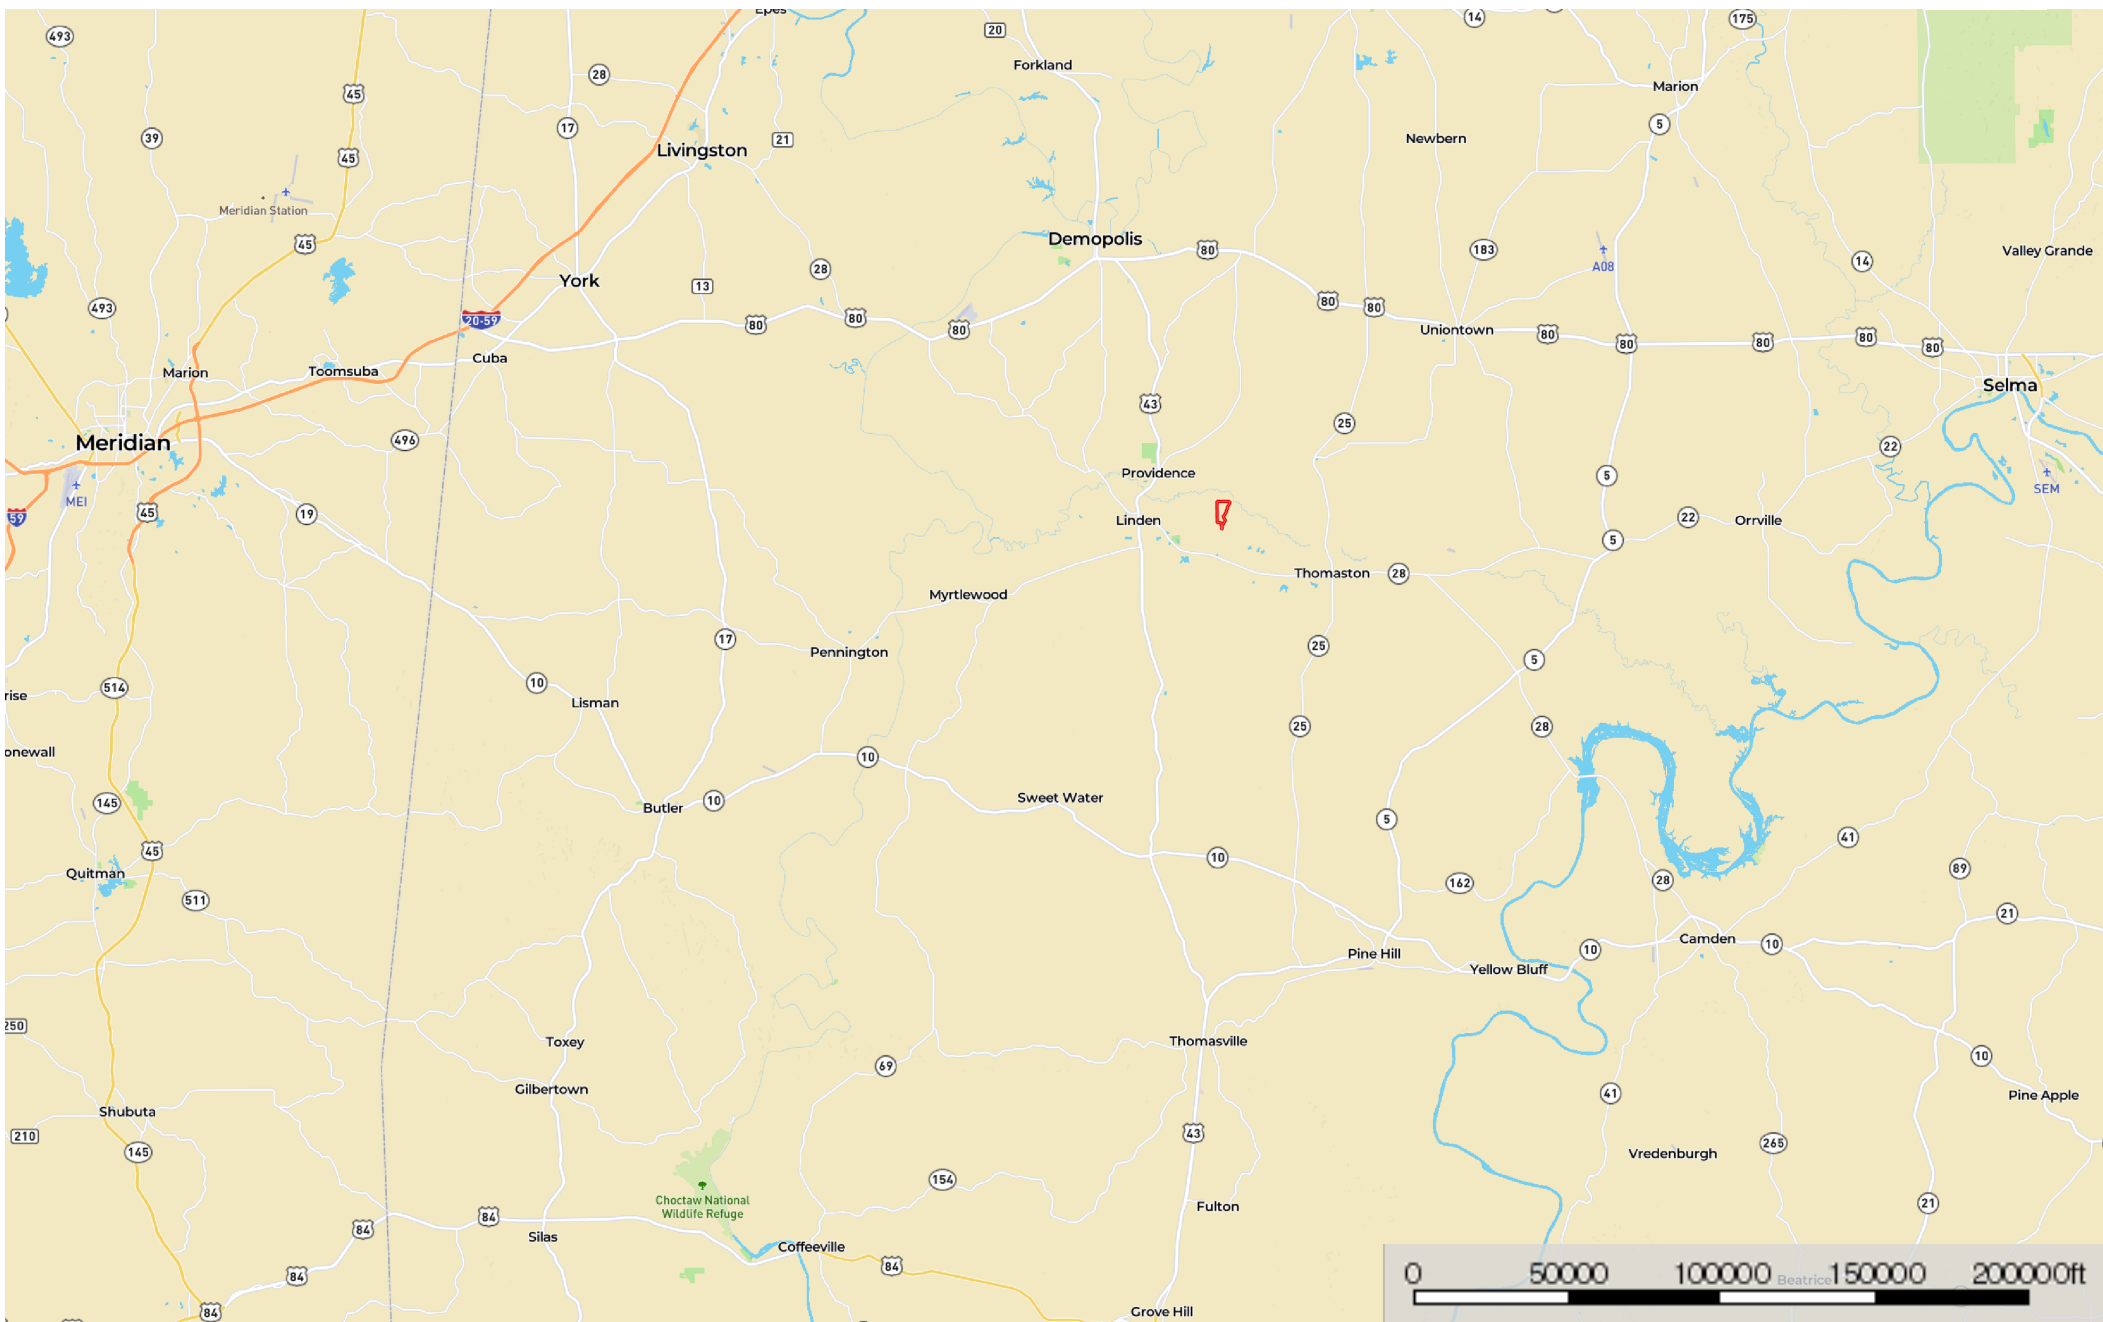 Epes
493
20
14
175
Forkland
28
45
Marion
17
5
39
21
Newbern
Livingston
45
Meridian Station
45
Demopolis
80
183
Valley Grande
14
A08
28
York
13
493
80
80
20-59
80
80
80
Uniontown
80
80
80
80
80
Cuba
Marion
Toomsuba
Selma
43
25
496
Meridian
22
Providence
5
MEI
SEM
59
45
19
Linden
22
Orrville
5
Thomaston
28
Myrtlewood
17
25
Pennington
5
10
514
rise
Lisman
25
28
onewall
10
Sweet Water
145
Butler
10
5
41
45
10
Quitman
89
162
28
511
21
Camden
10
10
Pine Hill
Yellow Bluff
250
Toxey
Thomasville
10
69
Gilbertown
41
Pine Apple
Shubuta
43
210
265
145
Vredenburgh
154
Choctaw National
Wildlife Refuge
Fulton
21
84
84
Silas
Coffeeville
84
84
0
50000
100000
Beatrice
150000
200000ft
84
Grove Hill